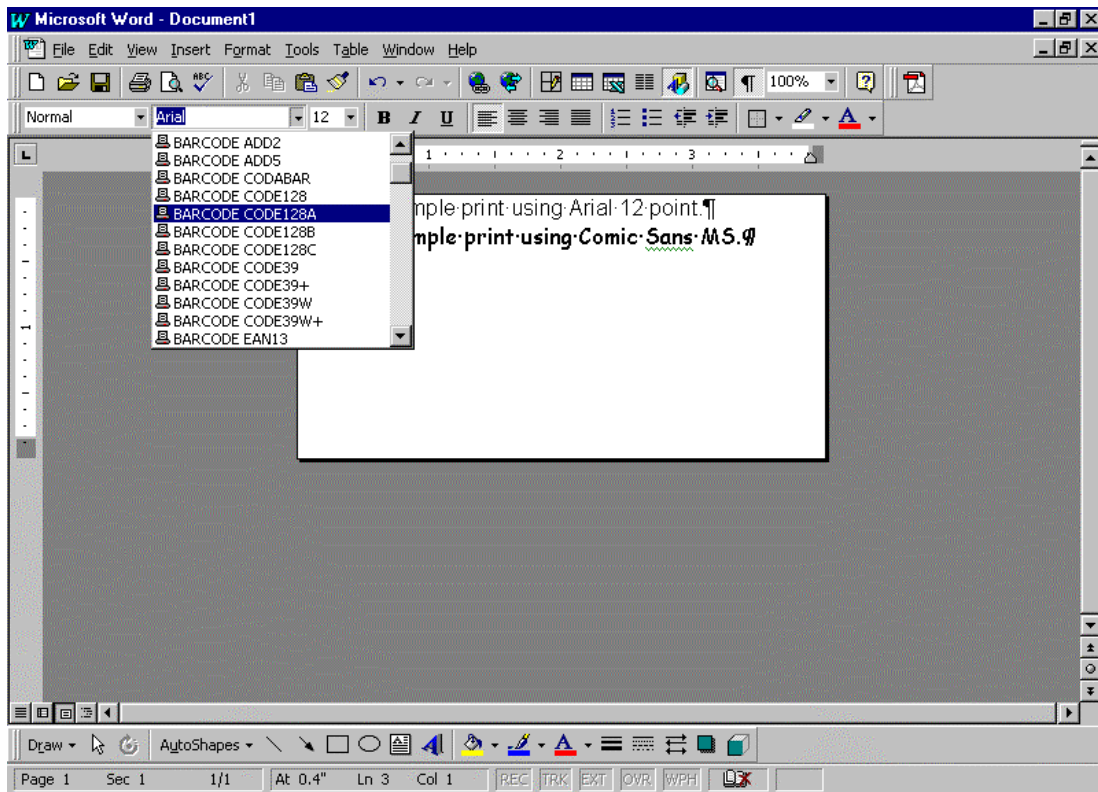 Microsoft Word - Document1
File Edit View Insert Format Tools Table Window Help
ABC 100%
Normal Arial 12 B I U A
L 1 2 3
BARCODE ADD2
BARCODE ADD5
BARCODE CODABAR
BARCODE CODE128
BARCODE CODE128A
BARCODE CODE128B
BARCODE CODE128C
BARCODE CODE39
BARCODE CODE39+
BARCODE CODE39W
BARCODE CODE39W+
BARCODE EAN13
mple·print·using·Arial·12·point.¶
mple·print·using·Comic·Sans·MS.¶
1
Draw AutoShapes A
Page 1 Sec 1 1/1 At 0.4" Ln 3 Col 1 REC TRK EXT OVR WPH